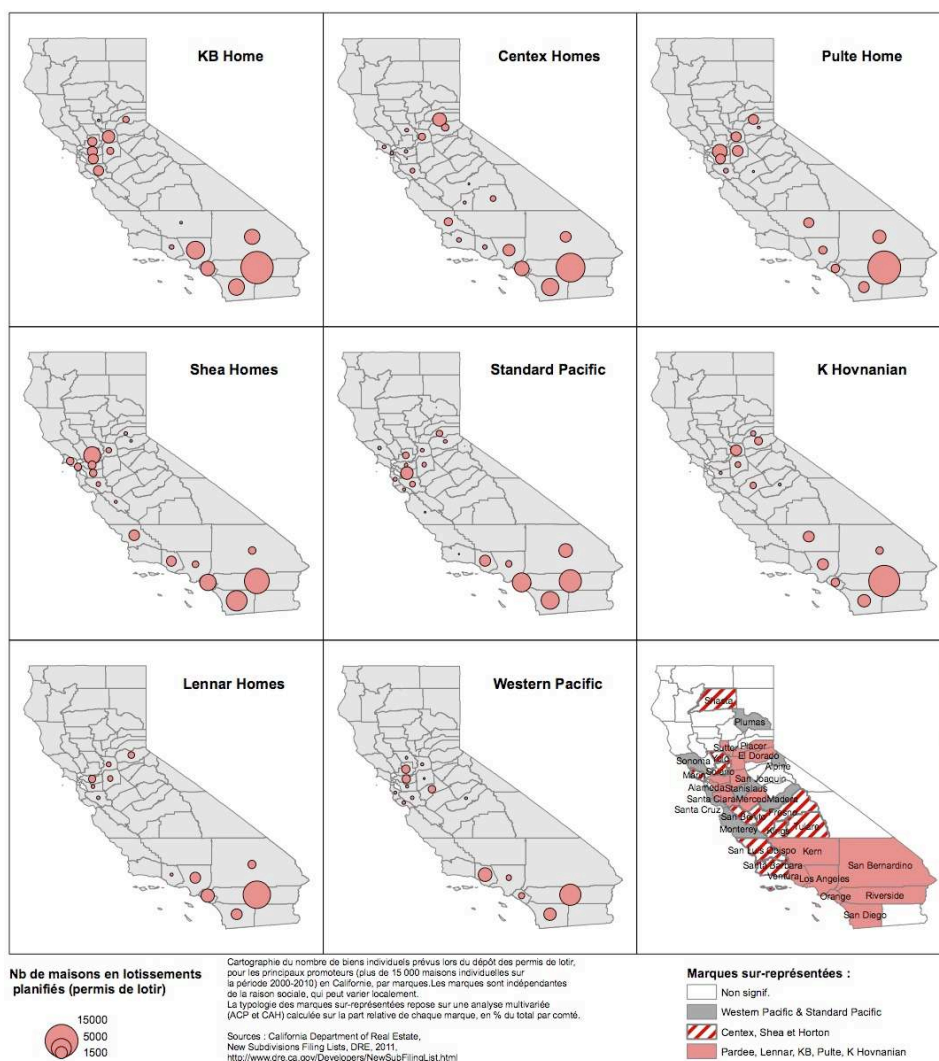 KB Home
Centex Homes
Pulte Home
Shea Homes
Standard Pacific
K Hovnanian
Lennar Homes
Western Pacific
Shasta
Plumas
Sutter
Placer
El Dorado
Sonoma
Alpine
Marin
Solano
San Joaquin
Alameda
Stanislaus
Santa Clara
Merced
Madera
Santa Cruz
Fresno
San Benito
Monterey
Kings
Tulare
San Luis Obispo
Kern
Santa Barbara
San Bernardino
Ventura
Los Angeles
Orange
Riverside
San Diego
Nb de maisons en lotissements
planifiés (permis de lotir)
15000
5000
1500
Cartographie du nombre de biens individuels prévus lors du dépôt des permis de lotir,
pour les principaux promoteurs (plus de 15 000 maisons individuelles sur
la période 2000-2010) en Californie, par marques.Les marques sont indépendantes
de la raison sociale, qui peut varier localement.
La typologie des marques sur-représentées repose sur une analyse multivariée
(ACP et CAH) calculée sur la part relative de chaque marque, en % du total par comté.
Sources : California Department of Real Estate,
New Subdivisions Filing Lists, DRE, 2011,
http://www.dre.ca.gov/Developers/NewSubFilingList.html
Marques sur-représentées :
Non signif.
Western Pacific & Standard Pacific
Centex, Shea et Horton
Pardee, Lennar, KB, Pulte, K Hovnanian